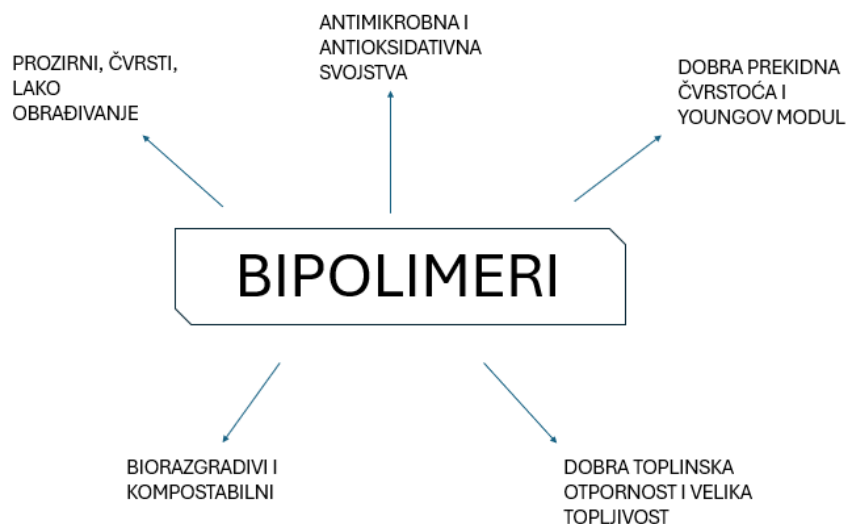 ANTIMIKROBNA I
ANTIOKSIDATIVNA
SVOJSTVA
PROZIRNI, ČVRSTI,
LAKO
OBRAĐIVANJE
DOBRA PREKIDNA
ČVRSTOĆA I
YOUNGOV MODUL
BIPOLIMERI
BIORAZGRADIVI I
KOMPOSTABILNI
DOBRA TOPLINSKA
OTPORNOST I VELIKA
TOPLJIVOST